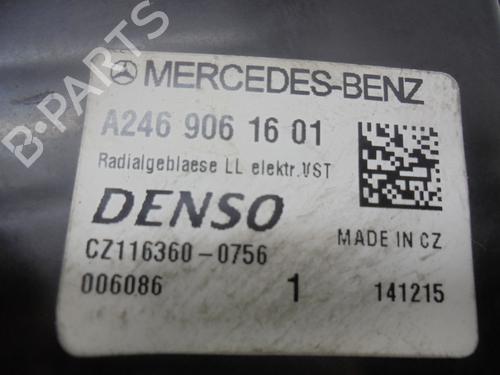 B-PARTS
MERCEDES-BENZ
A246 906 16 01
Radialgeblaese LL elektr.VST
DENSO
MADE IN CZ
CZ116360-0756
006086 1 141215